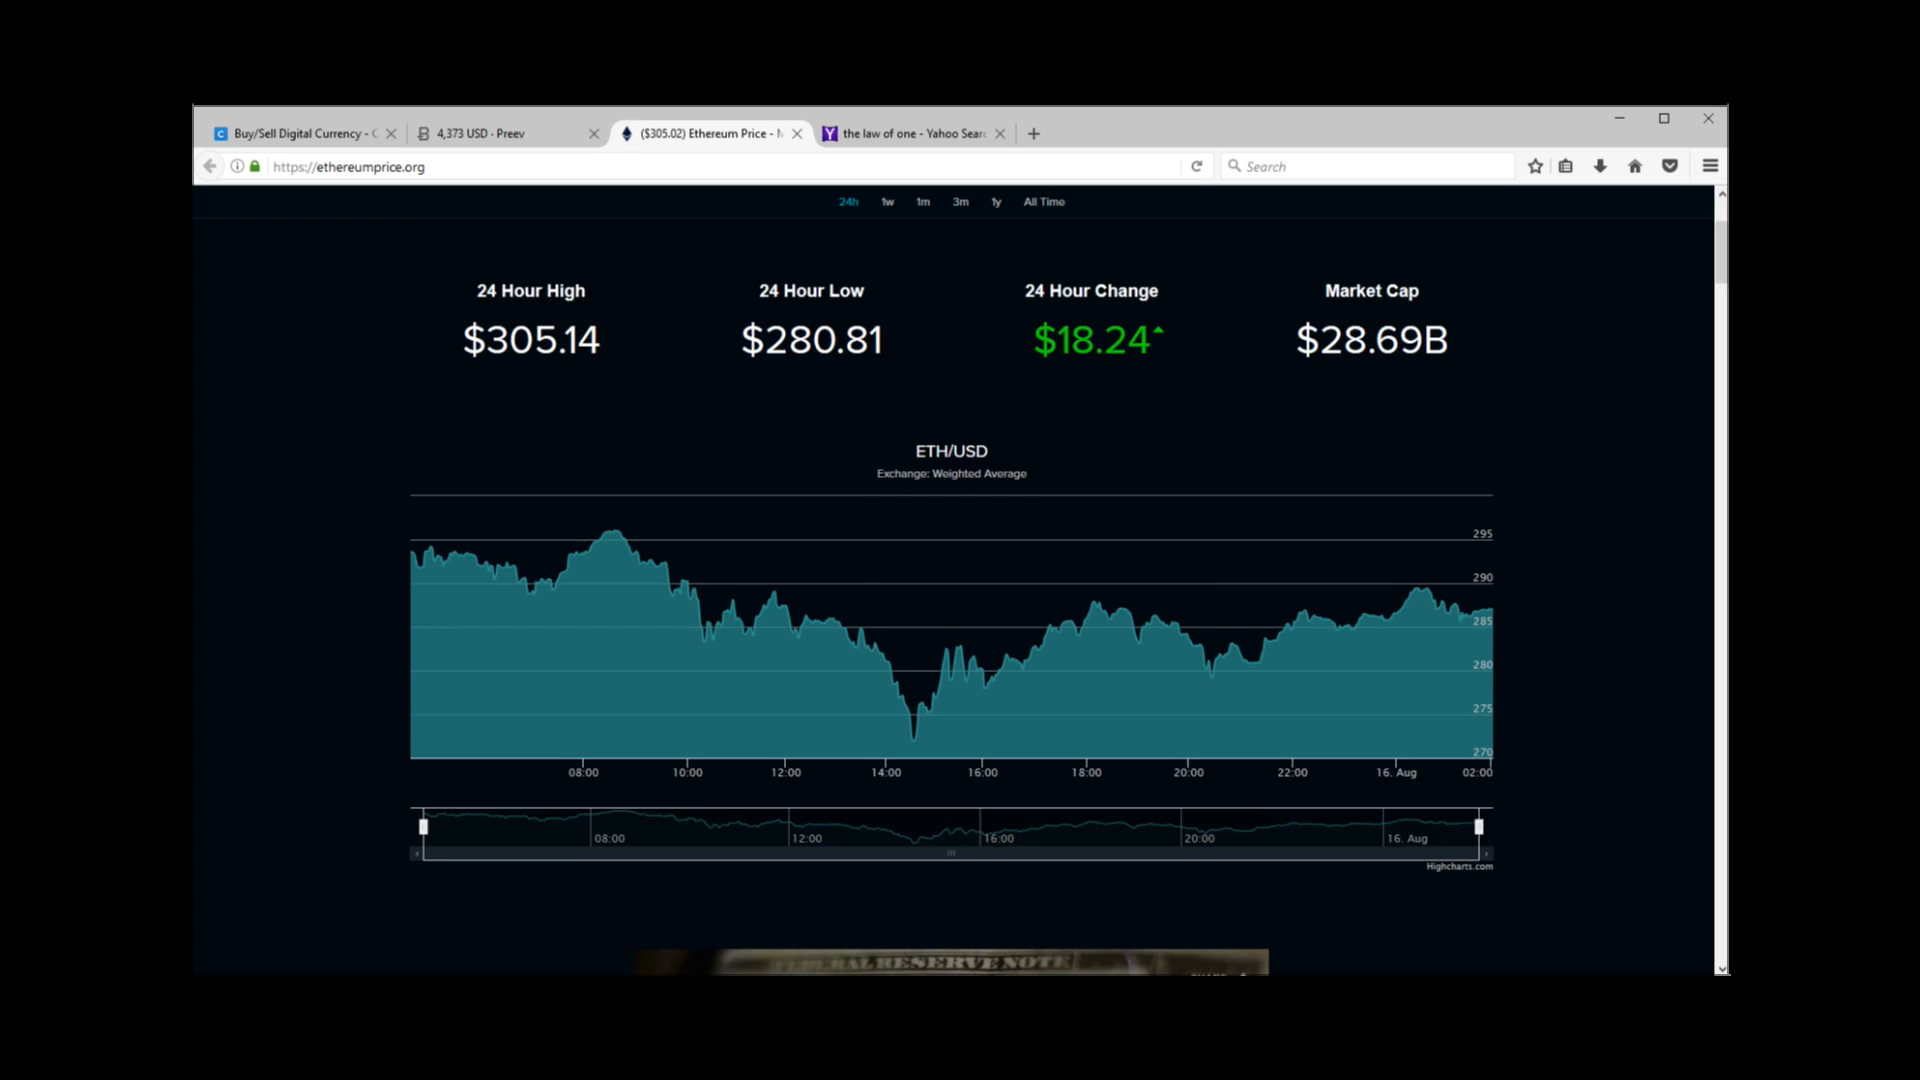 Buy/Sell Digital Currency - C
4,373 USD - Preev
($305.02) Ethereum Price - M
the law of one - Yahoo Sear
https://ethereumprice.org
Search
24h 1w 1m 3m 1y All Time
24 Hour High 24 Hour Low 24 Hour Change Market Cap
$305.14 $280.81 $18.24 $28.69B
ETH/USD
Exchange: Weighted Average
295
290
285
280
275
270
08:00 10:00 12:00 14:00 16:00 18:00 20:00 22:00 16. Aug 02:00
08:00 12:00 16:00 20:00 16. Aug
Highcharts.com
FEDERAL RESERVE NOTE